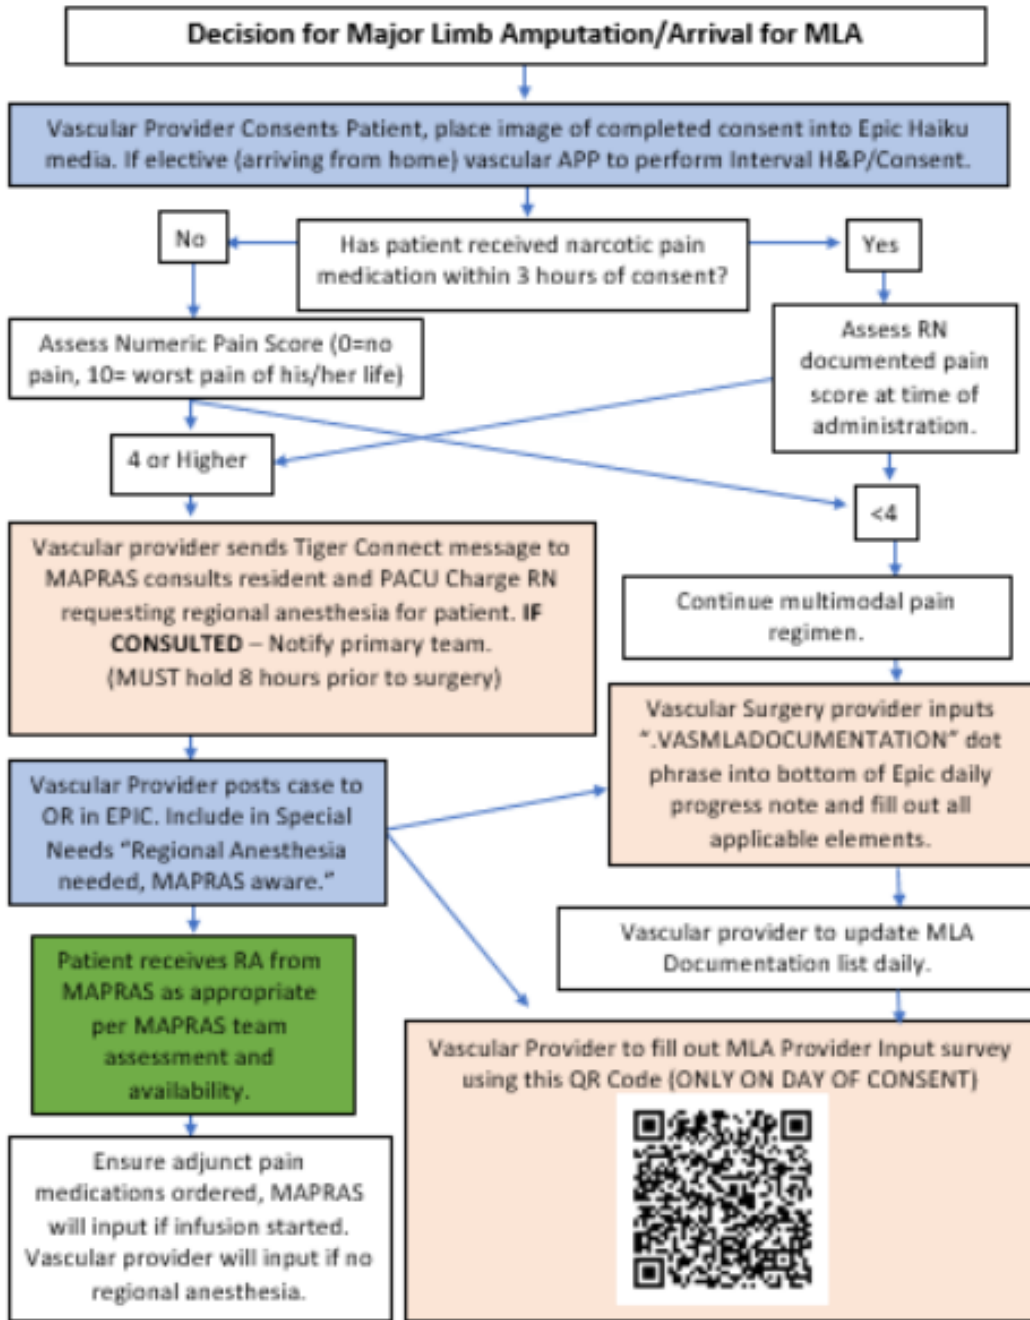 Decision for Major Limb Amputation/Arrival for MLA
Vascular Provider Consents Patient, place image of completed consent into Epic Haiku
media. If elective (arriving from home) vascular APP to perform Interval H&P/Consent.
No
Has patient received narcotic pain
medication within 3 hours of consent?
Yes
Assess Numeric Pain Score (0=no
pain, 10= worst pain of his/her life)
Assess RN
documented pain
score at time of
administration.
4 or Higher
<4
Vascular provider sends Tiger Connect message to
MAPRAS consults resident and PACU Charge RN
requesting regional anesthesia for patient. IF
CONSULTED – Notify primary team.
(MUST hold 8 hours prior to surgery)
Continue multimodal pain
regimen.
Vascular Surgery provider inputs
“.VASMLADOCUMENTATION” dot
phrase into bottom of Epic daily
progress note and fill out all
applicable elements.
Vascular Provider posts case to
OR in EPIC. Include in Special
Needs “Regional Anesthesia
needed, MAPRAS aware.”
Vascular provider to update MLA
Documentation list daily.
Patient receives RA from
MAPRAS as appropriate
per MAPRAS team
assessment and
availability.
Vascular Provider to fill out MLA Provider Input survey
using this QR Code (ONLY ON DAY OF CONSENT)
Ensure adjunct pain
medications ordered, MAPRAS
will input if infusion started.
Vascular provider will input if no
regional anesthesia.